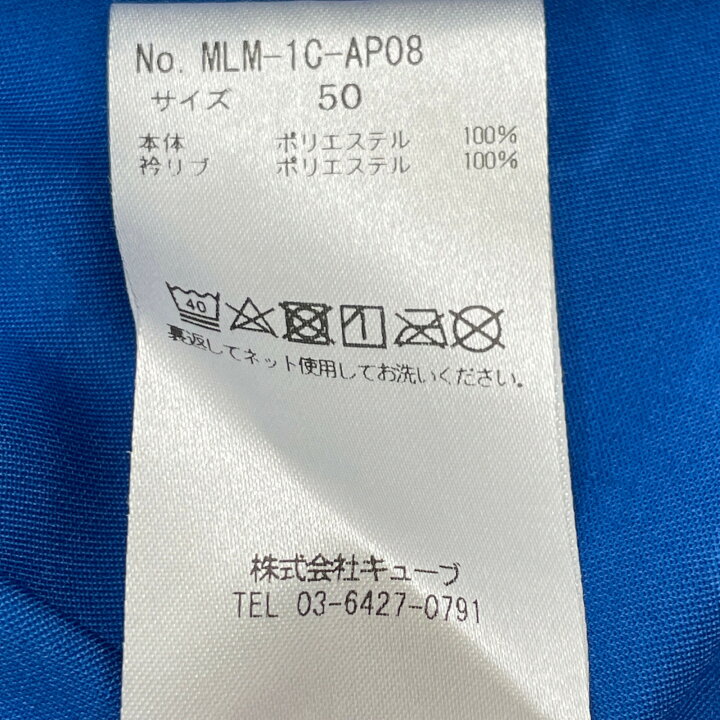 No. MLM-1C-AP08
サイズ 50
本体 ポリエステル 100%
衿リブ ポリエステル 100%
40
裏返してネット使用してお洗いください。
株式会社キューブ
TEL 03-6427-0791